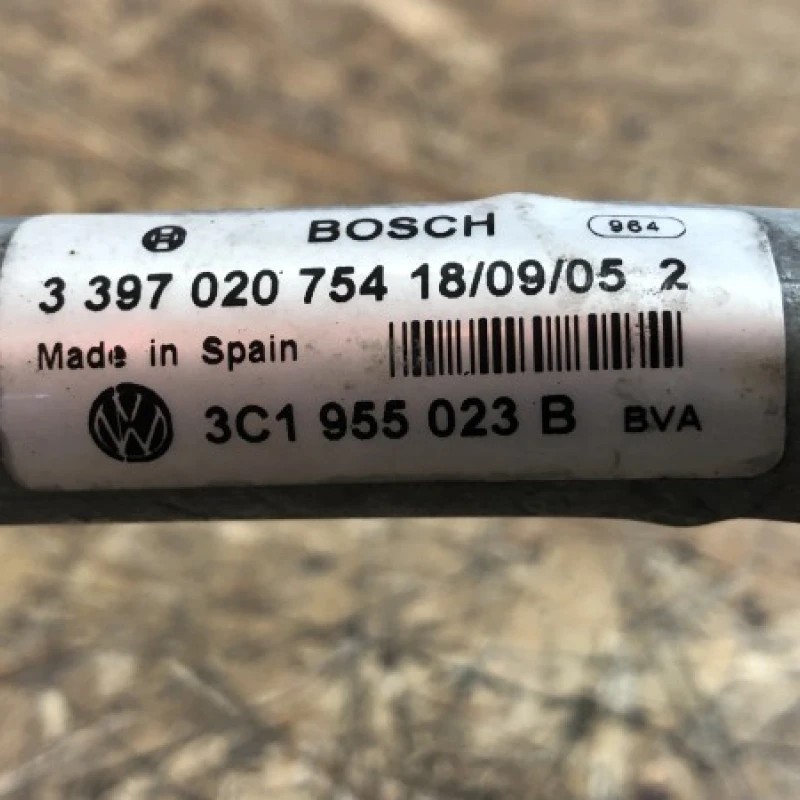 BOSCH 964
3 397 020 754 18/09/05 2
Made in Spain
3C1 955 023 B BVA